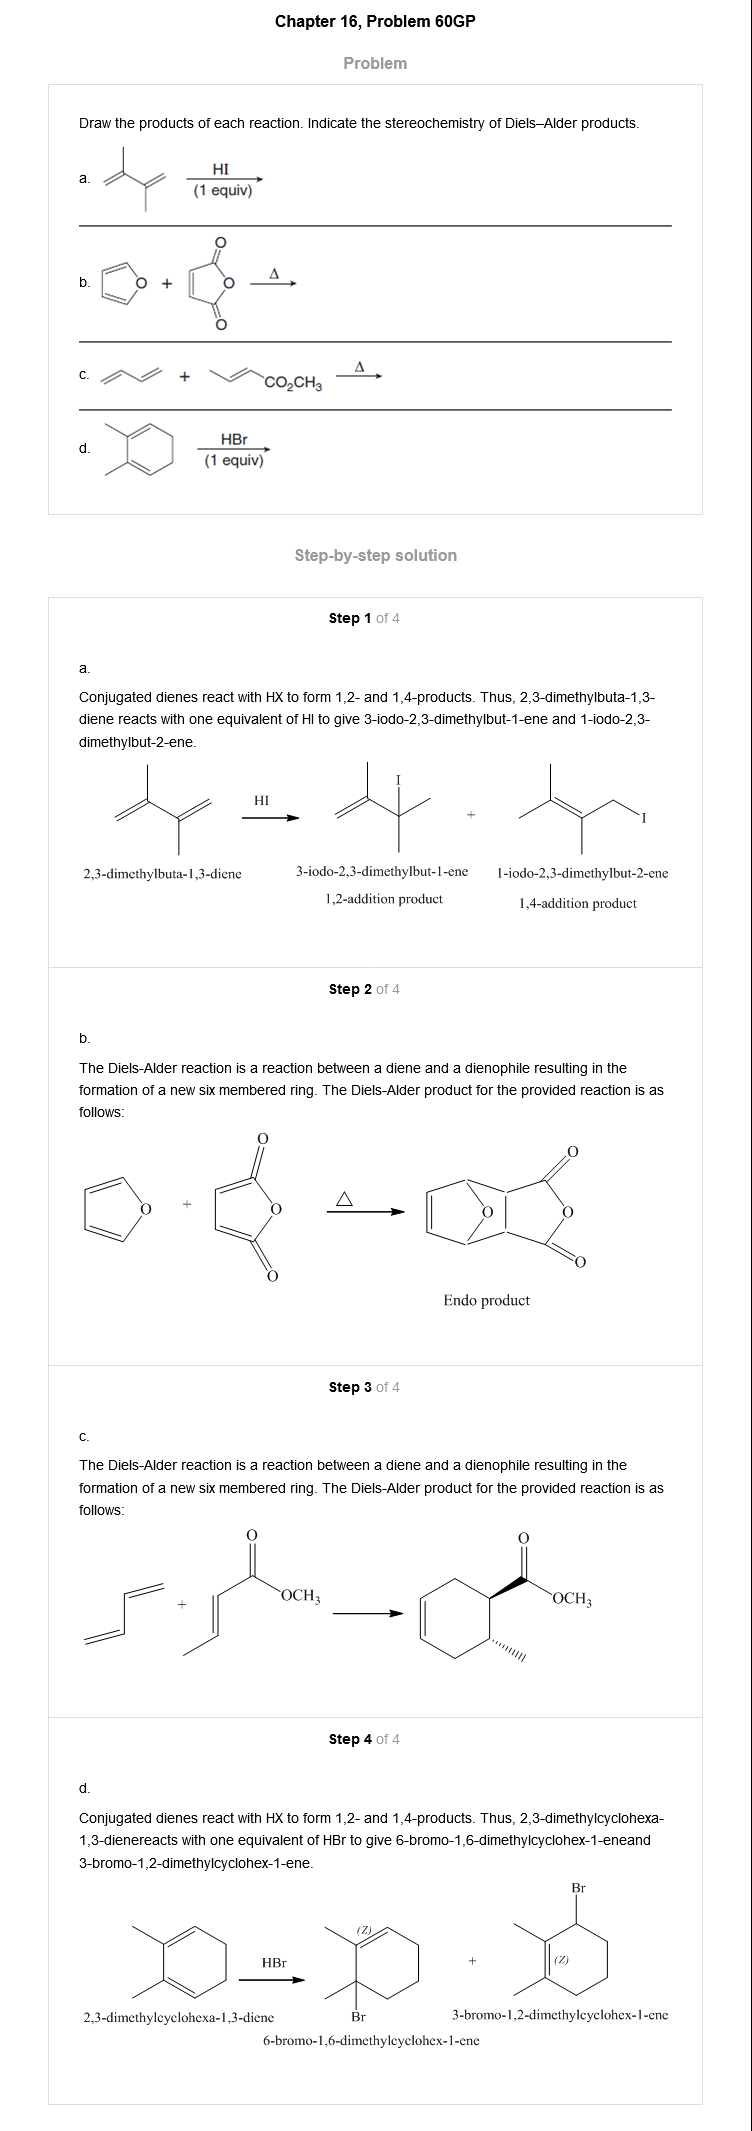 Chapter 16, Problem 60GP
Problem
Draw the products of each reaction. Indicate the stereochemistry of Diels–Alder products.
a.
HI
(1 equiv)
b.
O
+
O
O
O
Δ
c.
+
CO₂CH₃
Δ
d.
HBr
(1 equiv)
Step-by-step solution
Step 1 of 4
a.
Conjugated dienes react with HX to form 1,2- and 1,4-products. Thus, 2,3-dimethylbuta-1,3-
diene reacts with one equivalent of HI to give 3-iodo-2,3-dimethylbut-1-ene and 1-iodo-2,3-
dimethylbut-2-ene.
HI
I
+
I
2,3-dimethylbuta-1,3-diene
3-iodo-2,3-dimethylbut-1-ene
1-iodo-2,3-dimethylbut-2-ene
1,2-addition product
1,4-addition product
Step 2 of 4
b.
The Diels-Alder reaction is a reaction between a diene and a dienophile resulting in the
formation of a new six membered ring. The Diels-Alder product for the provided reaction is as
follows:
O
+
O
O
O
Δ
O
O
O
O
Endo product
Step 3 of 4
c.
The Diels-Alder reaction is a reaction between a diene and a dienophile resulting in the
formation of a new six membered ring. The Diels-Alder product for the provided reaction is as
follows:
+
O
OCH₃
O
OCH₃
Step 4 of 4
d.
Conjugated dienes react with HX to form 1,2- and 1,4-products. Thus, 2,3-dimethylcyclohexa-
1,3-dienereacts with one equivalent of HBr to give 6-bromo-1,6-dimethylcyclohex-1-eneand
3-bromo-1,2-dimethylcyclohex-1-ene.
HBr
(Z)
Br
+
Br
(Z)
2,3-dimethylcyclohexa-1,3-diene
3-bromo-1,2-dimethylcyclohex-1-ene
6-bromo-1,6-dimethylcyclohex-1-ene